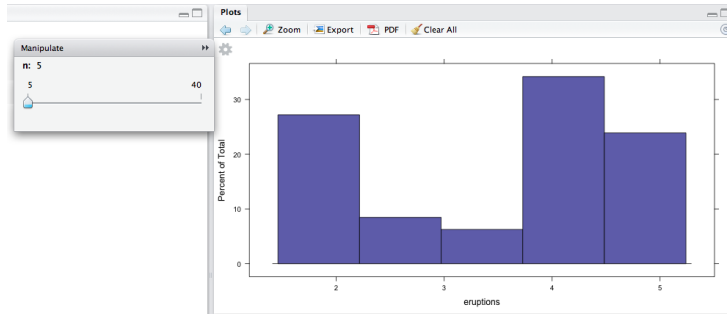 Plots
Zoom Export PDF Clear All
Manipulate
n: 5
5 40
Percent of Total
30
20
10
0
2 3 4 5
eruptions